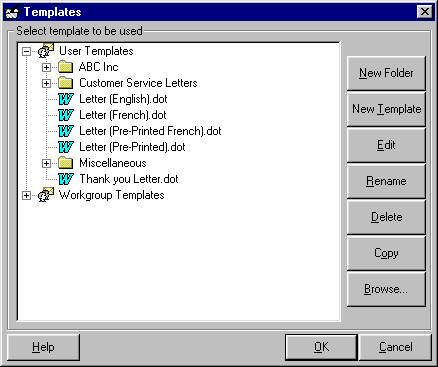 Templates
Select template to be used
User Templates
ABC Inc
Customer Service Letters
Letter (English).dot
Letter (French).dot
Letter (Pre-Printed French).dot
Letter (Pre-Printed).dot
Miscellaneous
Thank you Letter.dot
Workgroup Templates
New Folder
New Template
Edit
Rename
Delete
Copy
Browse...
Help
OK
Cancel